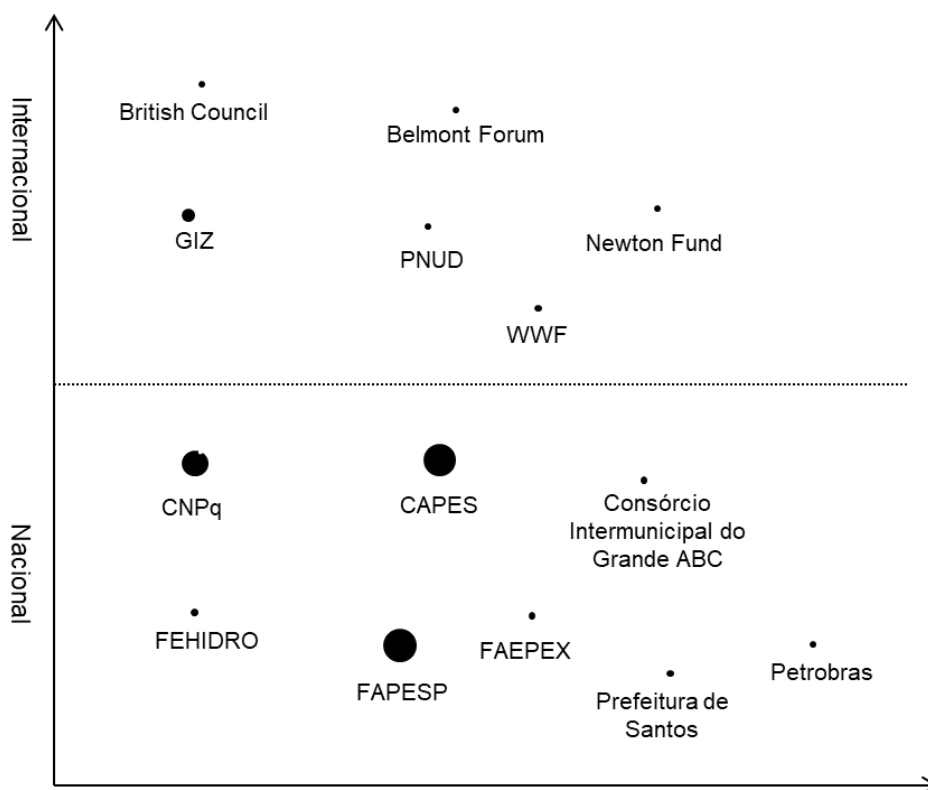 Internacional
British Council
Belmont Forum
GIZ
PNUD
Newton Fund
WWF
Nacional
CNPq
CAPES
Consórcio
Intermunicipal do
Grande ABC
FEHIDRO
FAPESP
FAEPEX
Prefeitura de
Santos
Petrobras